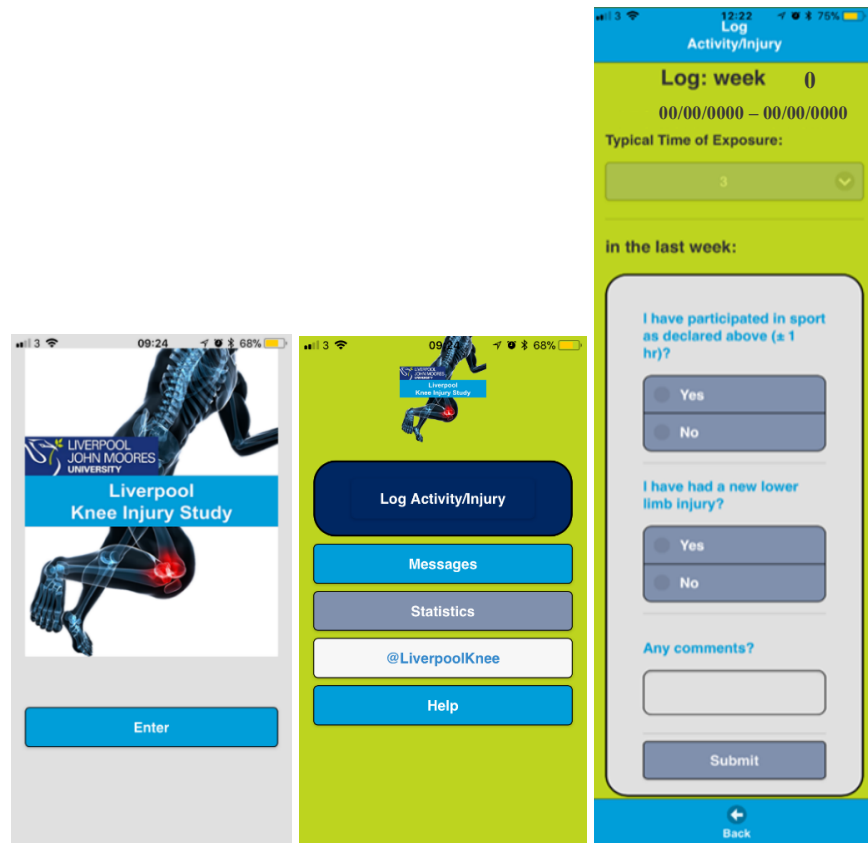 3 09:24 68%
LIVERPOOL
JOHN MOORES
UNIVERSITY
Liverpool
Knee Injury Study
Enter
3 09:24 68%
LIVERPOOL
JOHN MOORES
UNIVERSITY
Liverpool
Knee Injury Study
Log Activity/Injury
Messages
Statistics
@LiverpoolKnee
Help
3 12:22 75%
Log
Activity/Injury
Log: week 0
00/00/0000 – 00/00/0000
Typical Time of Exposure:
3
in the last week:
I have participated in sport
as declared above (± 1
hr)?
Yes
No
I have had a new lower
limb injury?
Yes
No
Any comments?
Submit
Back